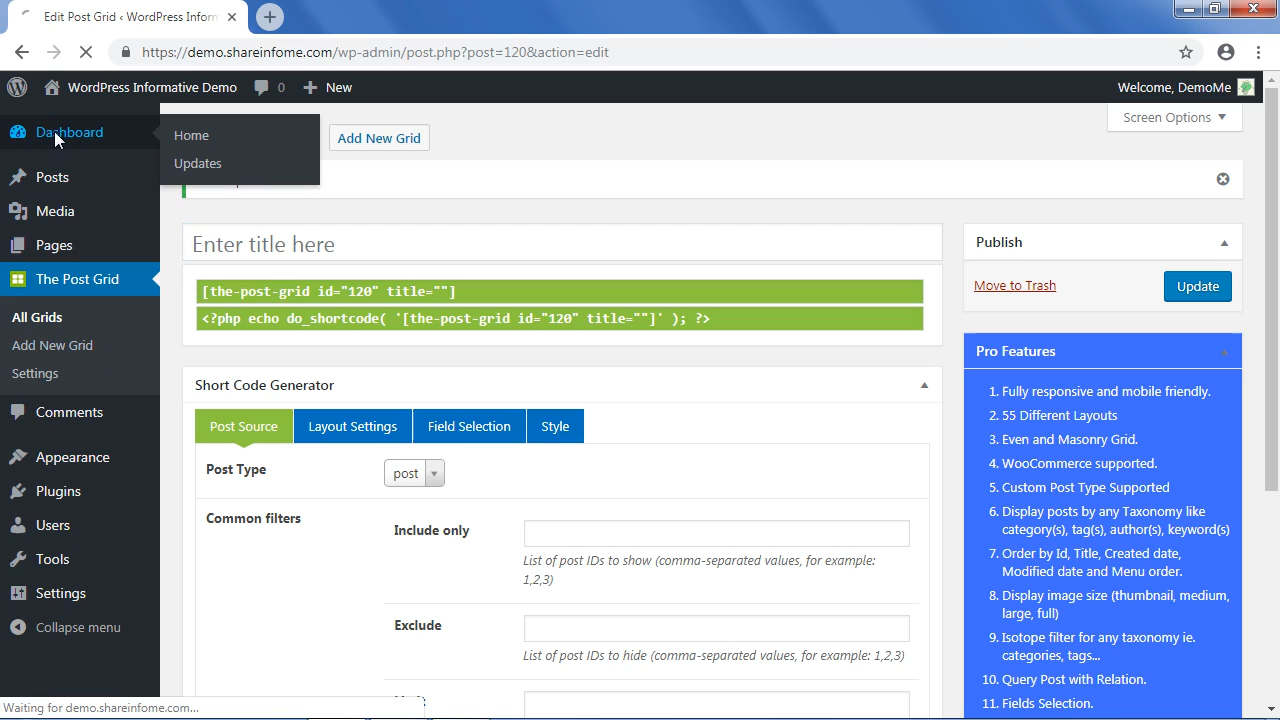 Edit Post Grid ‹ WordPress Inform
https://demo.shareinfome.com/wp-admin/post.php?post=120&action=edit
WordPress Informative Demo
0
New
Welcome, DemoMe
Dashboard
Home
Updates
Posts
Media
Pages
The Post Grid
All Grids
Add New Grid
Settings
Comments
Appearance
Plugins
Users
Tools
Settings
Collapse menu
Add New Grid
Screen Options
Enter title here
[the-post-grid id="120" title=""]
<?php echo do_shortcode( '[the-post-grid id="120" title=""]' ); ?>
Short Code Generator
Post Source
Layout Settings
Field Selection
Style
Post Type
post
Common filters
Include only
List of post IDs to show (comma-separated values, for example:
1,2,3)
Exclude
List of post IDs to hide (comma-separated values, for example: 1,2,3)
Publish
Move to Trash
Update
Pro Features
1. Fully responsive and mobile friendly.
2. 55 Different Layouts
3. Even and Masonry Grid.
4. WooCommerce supported.
5. Custom Post Type Supported
6. Display posts by any Taxonomy like
category(s), tag(s), author(s), keyword(s)
7. Order by Id, Title, Created date,
Modified date and Menu order.
8. Display image size (thumbnail, medium,
large, full)
9. Isotope filter for any taxonomy ie.
categories, tags...
10. Query Post with Relation.
11. Fields Selection.
Waiting for demo.shareinfome.com...